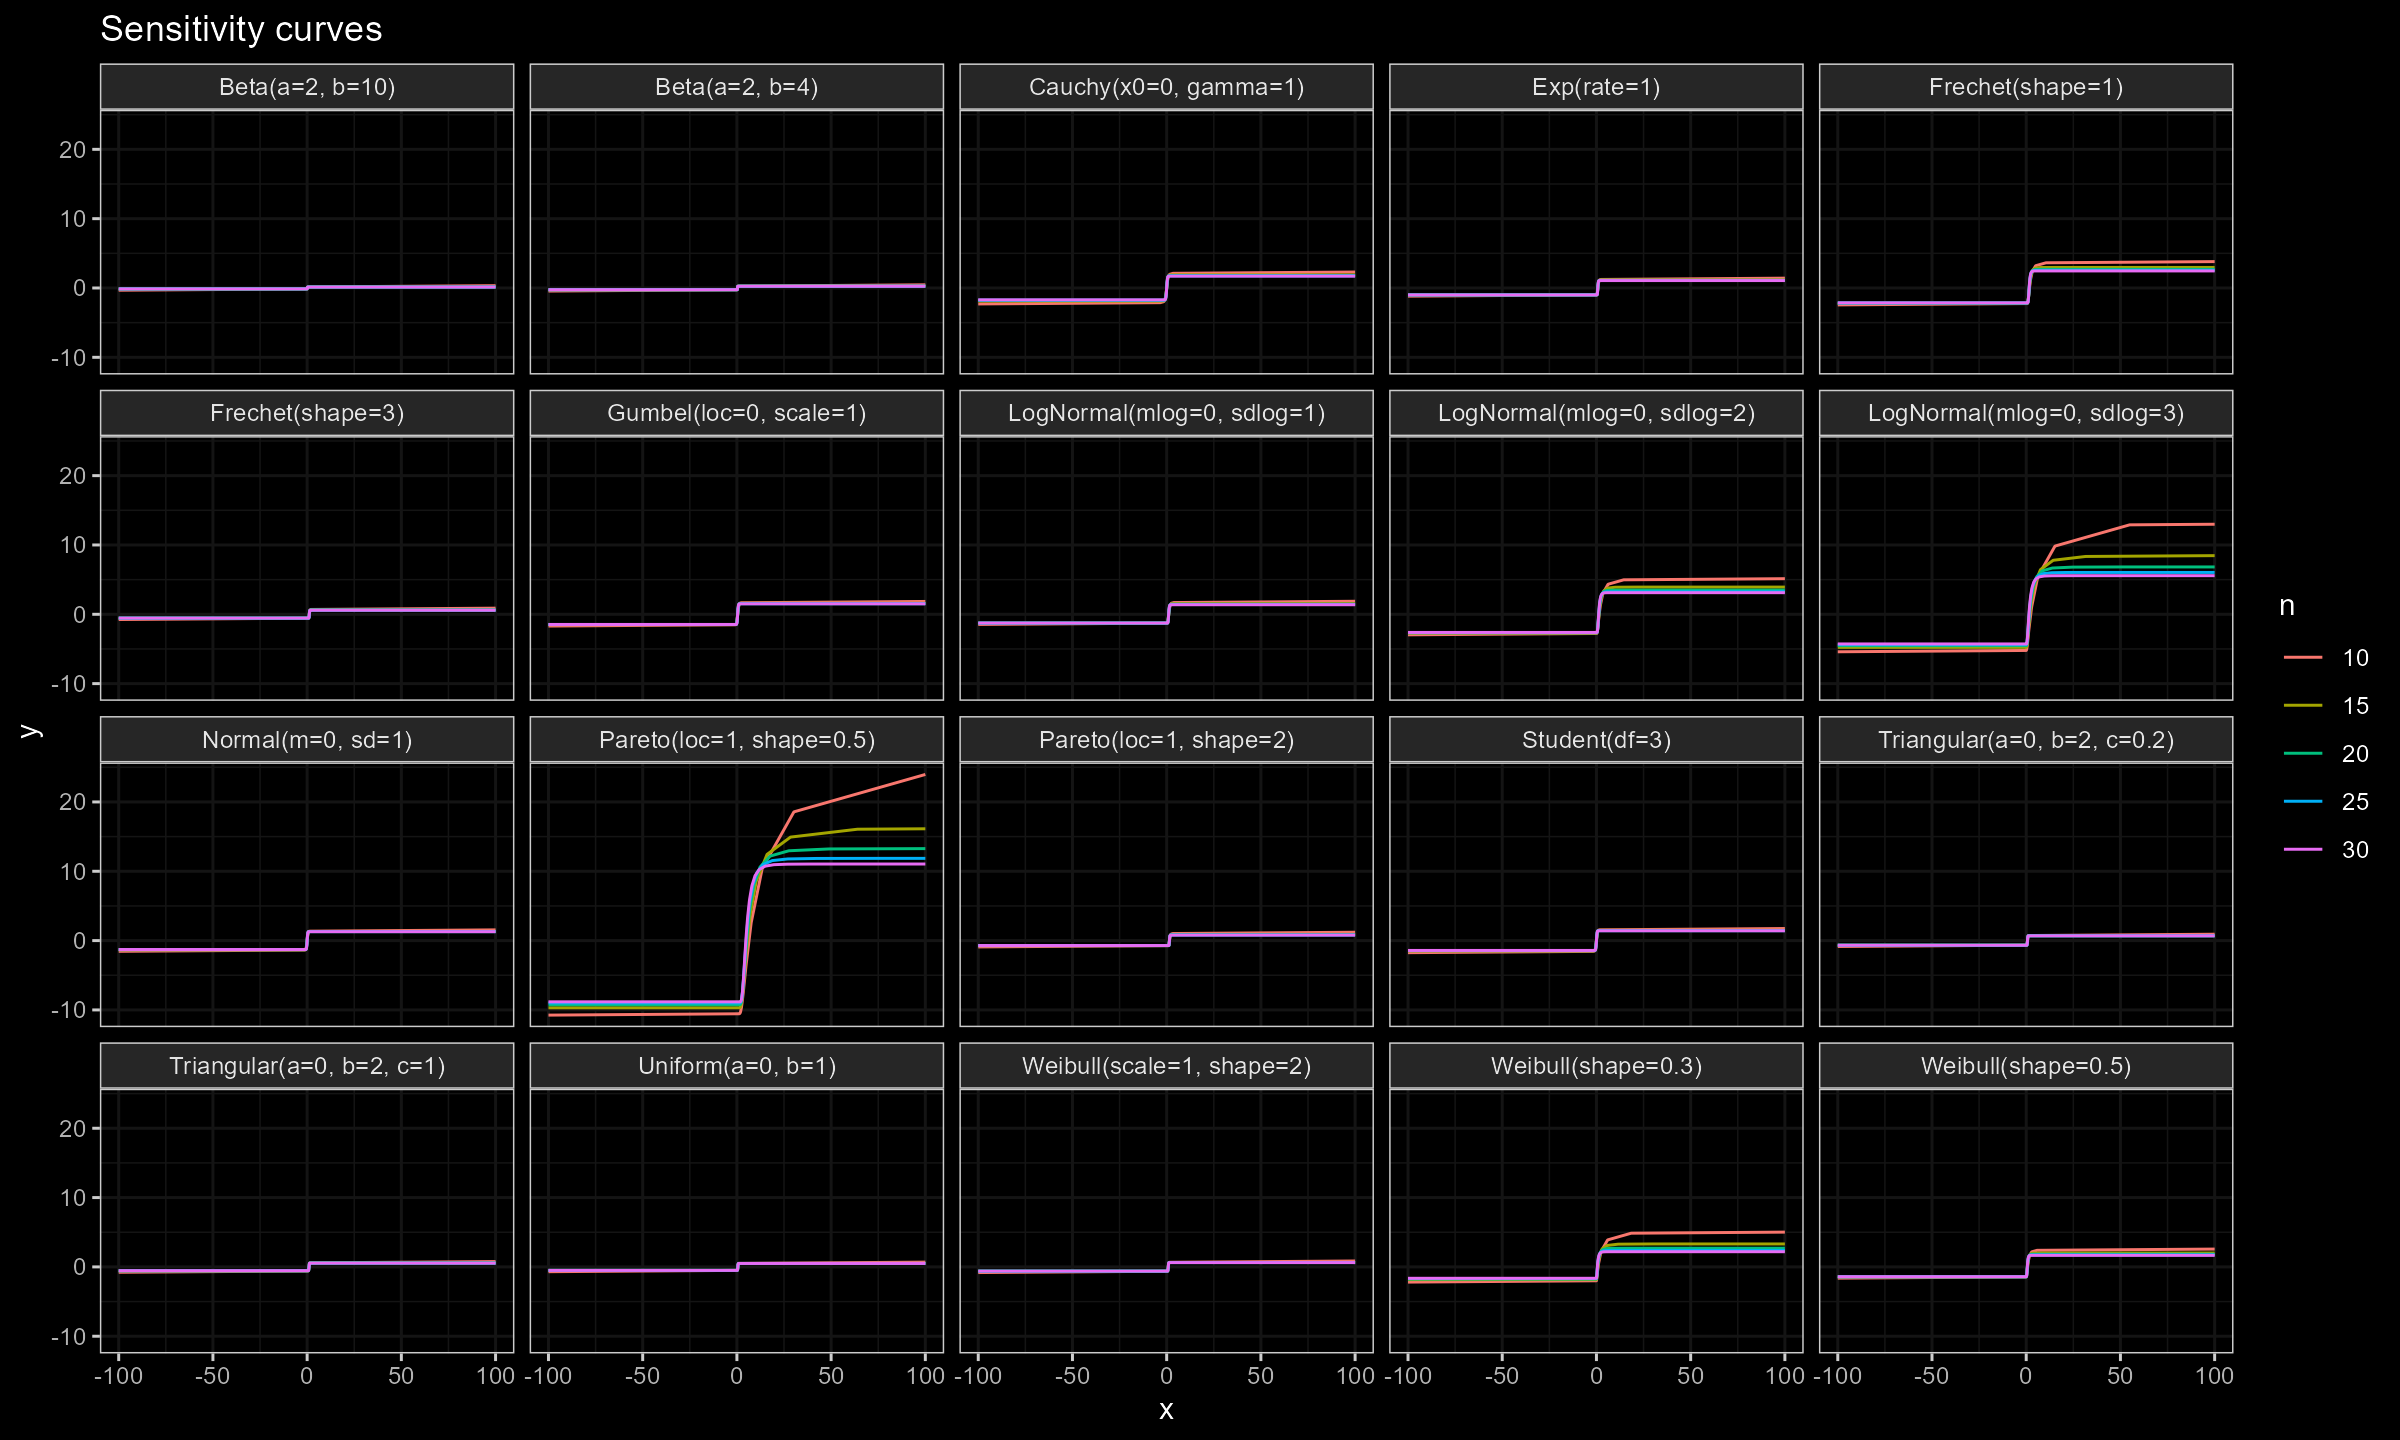 Sensitivity curves
Beta(a=2, b=10)
Beta(a=2, b=4)
Cauchy(x0=0, gamma=1)
Exp(rate=1)
Frechet(shape=1)
20
10
0
-10
Frechet(shape=3)
Gumbel(loc=0, scale=1)
LogNormal(mlog=0, sdlog=1)
LogNormal(mlog=0, sdlog=2)
LogNormal(mlog=0, sdlog=3)
20
10
0
-10
Normal(m=0, sd=1)
Pareto(loc=1, shape=0.5)
Pareto(loc=1, shape=2)
Student(df=3)
Triangular(a=0, b=2, c=0.2)
20
10
0
-10
Triangular(a=0, b=2, c=1)
Uniform(a=0, b=1)
Weibull(scale=1, shape=2)
Weibull(shape=0.3)
Weibull(shape=0.5)
20
10
0
-10
-100 -50 0 50 100
-100 -50 0 50 100
-100 -50 0 50 100
-100 -50 0 50 100
-100 -50 0 50 100
x
y
n
10
15
20
25
30